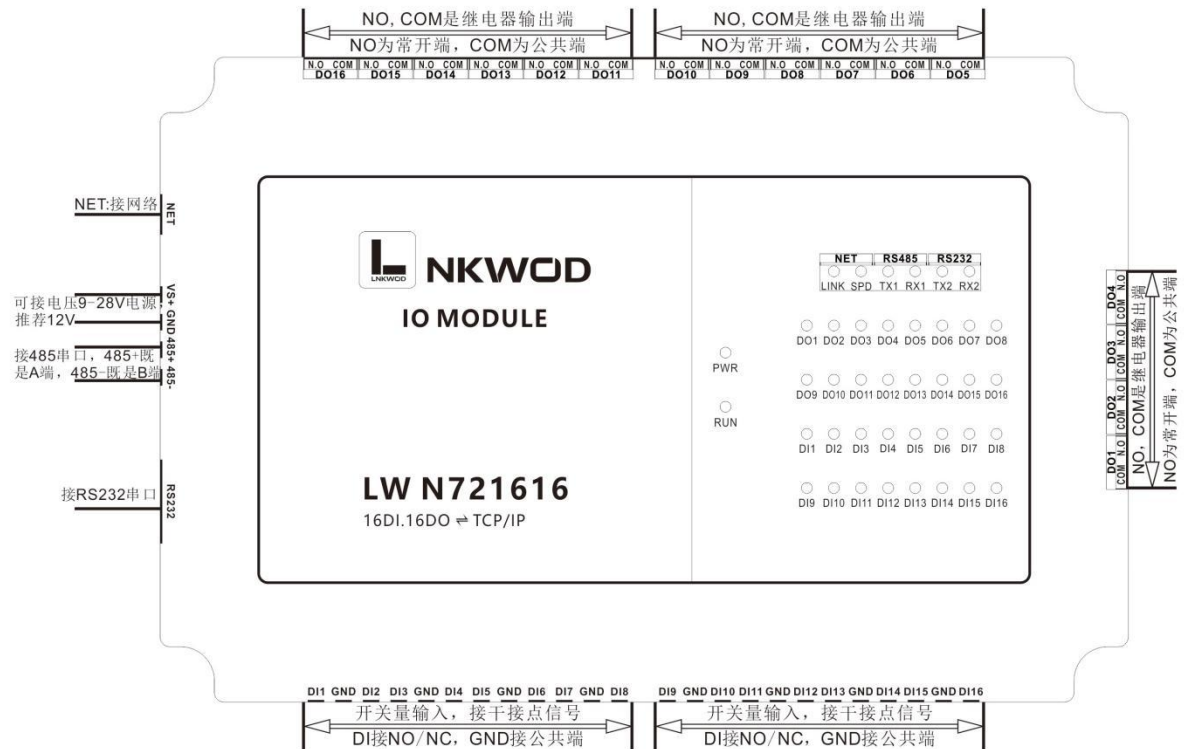 NO, COM是继电器输出端
NO为常开端，COM为公共端
N.O COM N.O COM N.O COM N.O COM N.O COM N.O COM
DO16 DO15 DO14 DO13 DO12 DO11
NO, COM是继电器输出端
NO为常开端，COM为公共端
N.O COM N.O COM N.O COM N.O COM N.O COM N.O COM
DO10 DO9 DO8 DO7 DO6 DO5
NET:接网络
NET
可接电压9-28V电源
推荐12V
VS+ GND
接485串口，485+既
是A端，485-既是B端
485+ 485-
接RS232串口
RS232
L
LNKWOD
NKWOD
IO MODULE
LW N721616
16DI.16DO ⇌ TCP/IP
PWR
RUN
NET RS485 RS232
LINK SPD TX1 RX1 TX2 RX2
DO1 DO2 DO3 DO4 DO5 DO6 DO7 DO8
DO9 DO10 DO11 DO12 DO13 DO14 DO15 DO16
DI1 DI2 DI3 DI4 DI5 DI6 DI7 DI8
DI9 DI10 DI11 DI12 DI13 DI14 DI15 DI16
DO1 DO2 DO3 DO4
COM N.O COM N.O COM N.O COM N.O
NO, COM是继电器输出端
NO为常开端，COM为公共端
DI1 GND DI2 DI3 GND DI4 DI5 GND DI6 DI7 GND DI8
开关量输入，接干接点信号
DI接NO/NC，GND接公共端
DI9 GND DI10 DI11 GND DI12 DI13 GND DI14 DI15 GND DI16
开关量输入，接干接点信号
DI接NO/NC，GND接公共端